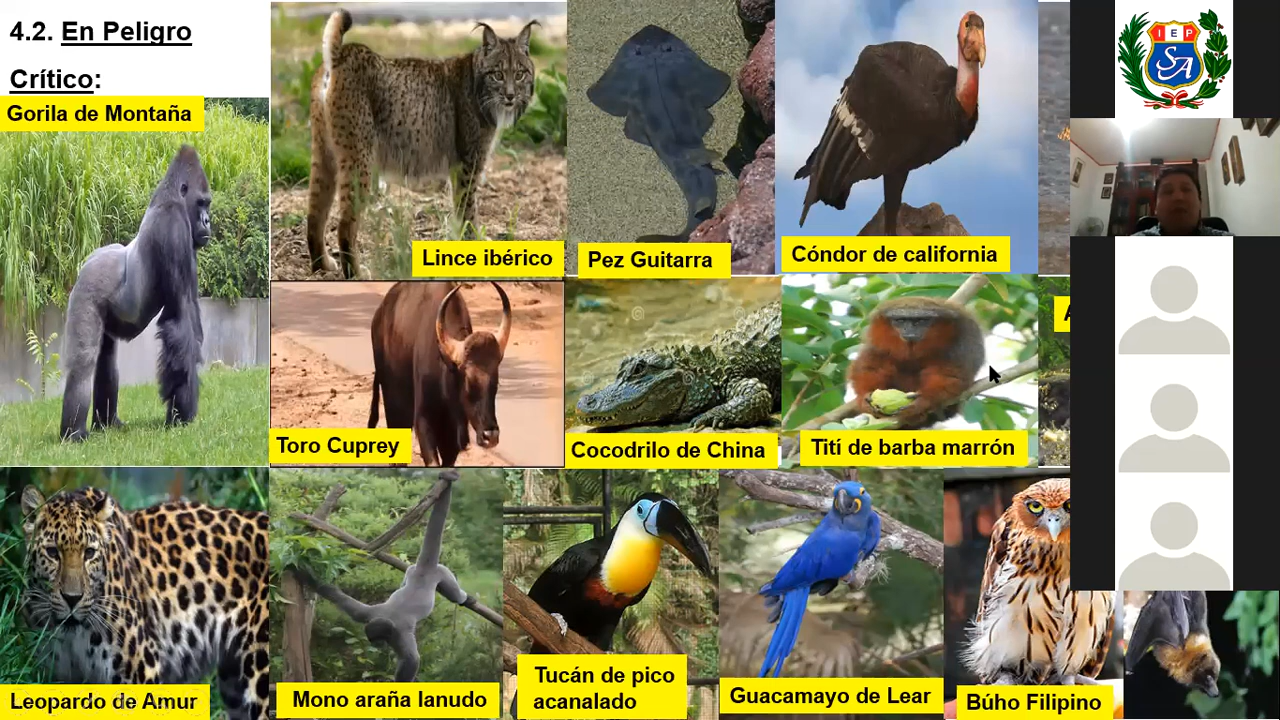 4.2. En Peligro
Crítico:
Gorila de Montaña
Lince ibérico
Pez Guitarra
Cóndor de california
IEP
SA
Toro Cuprey
Cocodrilo de China
Tití de barba marrón
Leopardo de Amur
Mono araña lanudo
Tucán de pico
acanalado
Guacamayo de Lear
Búho Filipino